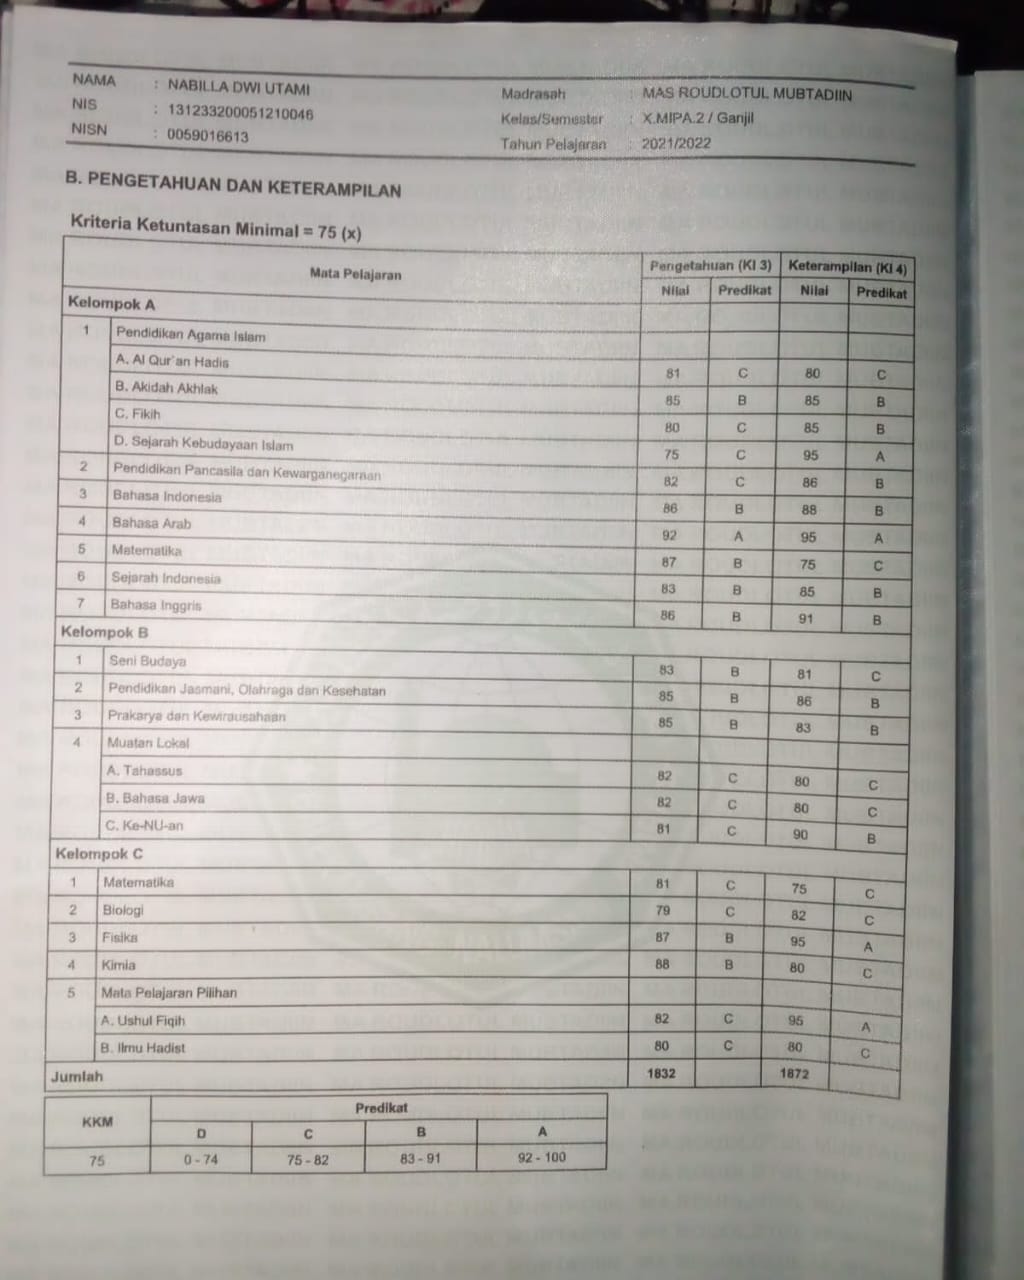 NAMA : NABILLA DWI UTAMI Madrasah : MAS ROUDLOTUL MUBTADIIN
NIS : 131233200051210046 Kelas/Semester : X.MIPA.2 / Ganjil
NISN : 0059016613 Tahun Pelajaran : 2021/2022
B. PENGETAHUAN DAN KETERAMPILAN
Kriteria Ketuntasan Minimal = 75 (x)
Mata Pelajaran Pengetahuan (KI 3) Keterampilan (KI 4)
Nilai Predikat Nilai Predikat
Kelompok A
1 Pendidikan Agama Islam
A. Al Qur'an Hadis 81 C 80 C
B. Akidah Akhlak 85 B 85 B
C. Fikih 80 C 85 B
D. Sejarah Kebudayaan Islam 75 C 95 A
2 Pendidikan Pancasila dan Kewarganegaraan 82 C 86 B
3 Bahasa Indonesia 86 B 88 B
4 Bahasa Arab 92 A 95 A
5 Matematika 87 B 75 C
6 Sejarah Indonesia 83 B 85 B
7 Bahasa Inggris 86 B 91 B
Kelompok B
1 Seni Budaya 83 B 81 C
2 Pendidikan Jasmani, Olahraga dan Kesehatan 85 B 86 B
3 Prakarya dan Kewirausahaan 85 B 83 B
4 Muatan Lokal
A. Tahassus 82 C 80 C
B. Bahasa Jawa 82 C 80 C
C. Ke-NU-an 81 C 90 B
Kelompok C
1 Matematika 81 C 75 C
2 Biologi 79 C 82 C
3 Fisika 87 B 95 A
4 Kimia 88 B 80 C
5 Mata Pelajaran Pilihan
A. Ushul Fiqih 82 C 95 A
B. Ilmu Hadist 80 C 80 C
Jumlah 1832 1872
KKM Predikat
D C B A
75 0 - 74 75 - 82 83 - 91 92 - 100